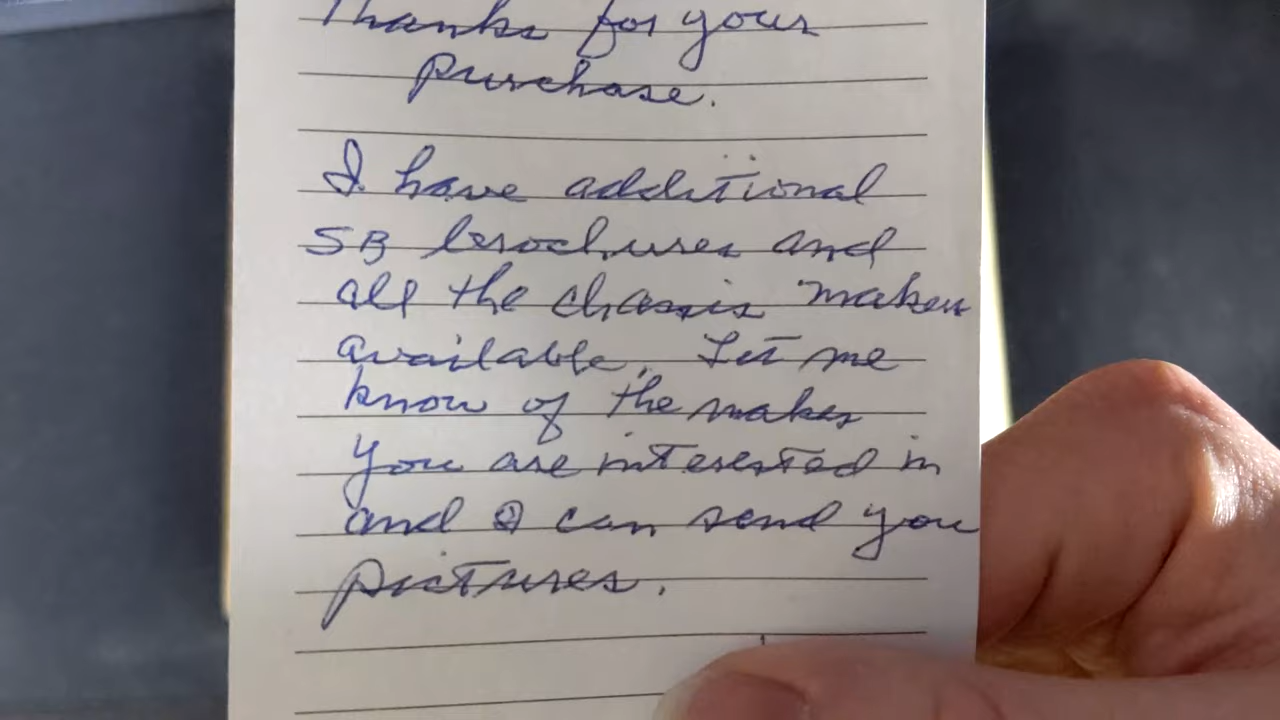 Thanks for your
purchase.
I have additional
SB brochures and
all the chassis makers
available. Let me
know of the makes
you are interested in
and I can send you
pictures.